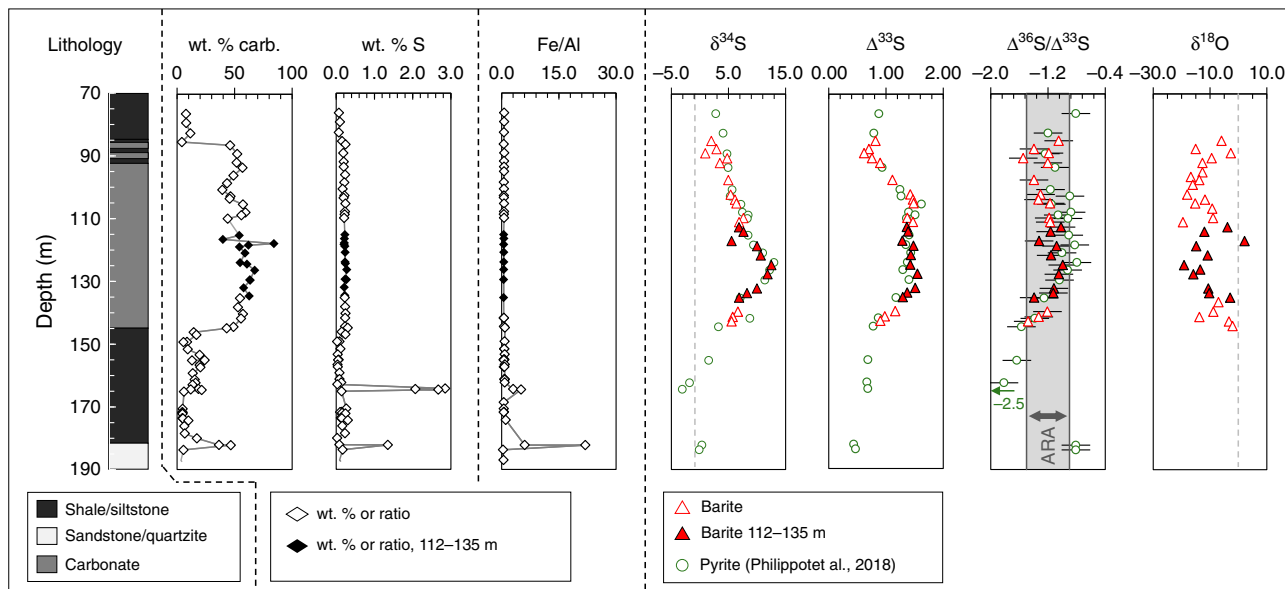 Lithology wt. % carb. wt. % S Fe/Al δ34S Δ33S Δ36S/Δ33S δ18O
0 50 100 0.0 1.0 2.0 3.0 0.0 15.0 30.0 −5.0 5.0 15.0 0.00 1.00 2.00 −2.0 −1.2 −0.4 −30.0 −10.0 10.0
70
90
110
130
150
170
190
Depth (m)
−2.5
ARA
Shale/siltstone
Sandstone/quartzite
Carbonate
wt. % or ratio
wt. % or ratio, 112–135 m
Barite
Barite 112–135 m
Pyrite (Philippotet al., 2018)